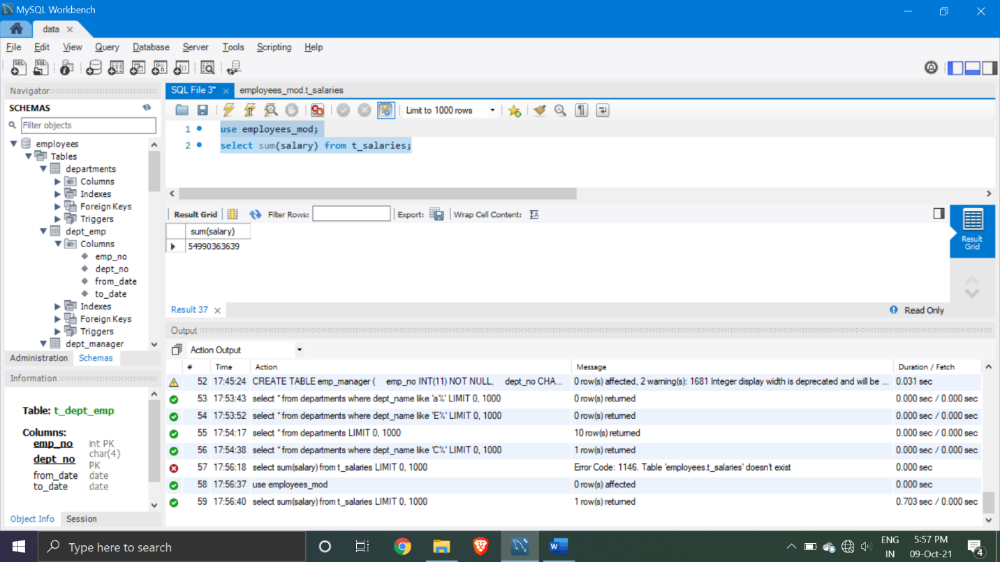 MySQL Workbench
data
File Edit View Query Database Server Tools Scripting Help
Navigator
SCHEMAS
Filter objects
employees
Tables
departments
Columns
Indexes
Foreign Keys
Triggers
dept_emp
Columns
emp_no
dept_no
from_date
to_date
Indexes
Foreign Keys
Triggers
dept_manager
Administration Schemas
Information
Table: t_dept_emp
Columns:
emp_no int PK
dept_no char(4) PK
from_date date
to_date date
Object Info Session
SQL File 3* employees_mod.t_salaries
Limit to 1000 rows
1 use employees_mod;
2 select sum(salary) from t_salaries;
Result Grid Filter Rows: Export: Wrap Cell Content:
sum(salary)
54990363639
Result Grid
Result 37 Read Only
Output
Action Output
# Time Action Message Duration / Fetch
52 17:45:24 CREATE TABLE emp_manager ( emp_no INT(11) NOT NULL, dept_no CHA... 0 row(s) affected, 2 warning(s): 1681 Integer display width is deprecated and will be ... 0.031 sec
53 17:53:43 select * from departments where dept_name like 'a%' LIMIT 0, 1000 0 row(s) returned 0.000 sec / 0.000 sec
54 17:53:52 select * from departments where dept_name like 'E%' LIMIT 0, 1000 0 row(s) returned 0.000 sec / 0.000 sec
55 17:54:17 select * from departments LIMIT 0, 1000 10 row(s) returned 0.000 sec / 0.000 sec
56 17:54:38 select * from departments where dept_name like 'C%' LIMIT 0, 1000 1 row(s) returned 0.000 sec / 0.000 sec
57 17:56:18 select sum(salary) from t_salaries LIMIT 0, 1000 Error Code: 1146. Table 'employees.t_salaries' doesn't exist 0.000 sec
58 17:56:37 use employees_mod 0 row(s) affected 0.000 sec
59 17:56:40 select sum(salary) from t_salaries LIMIT 0, 1000 1 row(s) returned 0.703 sec / 0.000 sec
Type here to search
ENG
IN
5:57 PM
09-Oct-21
4